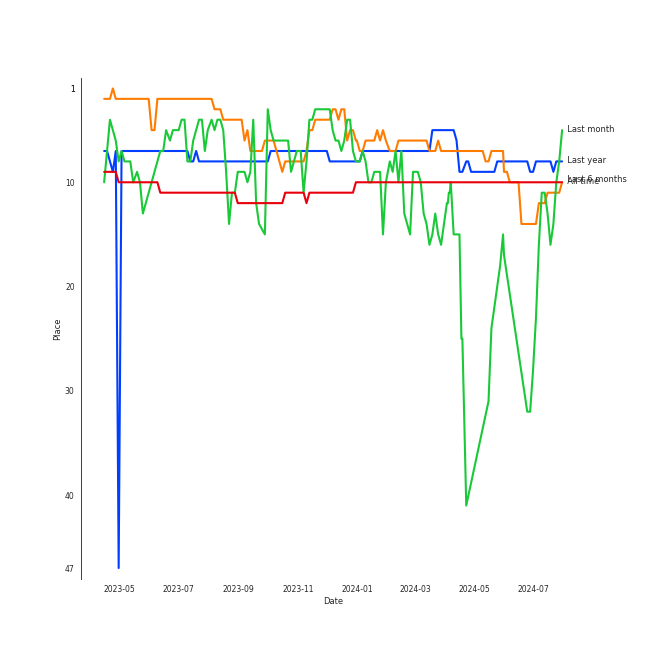 1
10
20
30
40
47
Place
2023-05 2023-07 2023-09 2023-11 2024-01 2024-03 2024-05 2024-07
Date
Last month
Last year
Last 6 months
All time